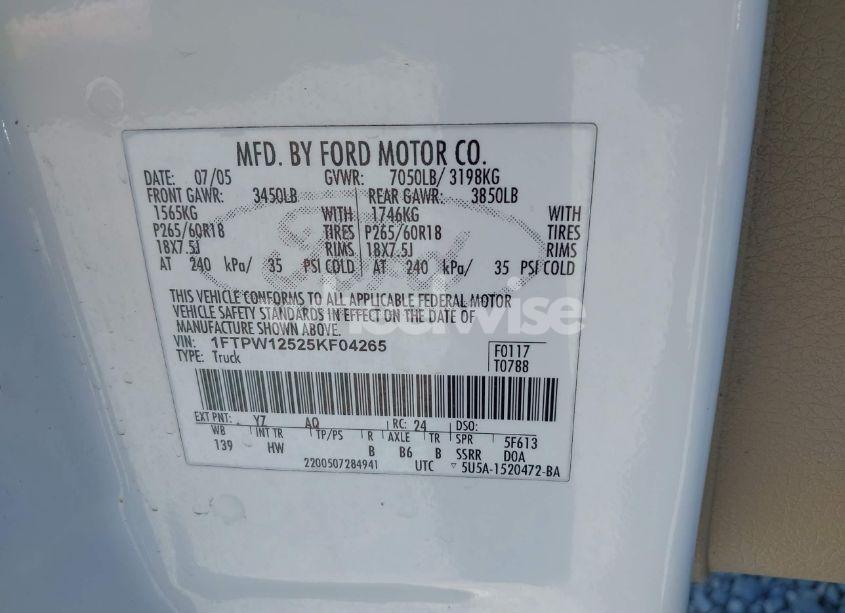 MFD. BY FORD MOTOR CO.
DATE: 07/05 GVWR: 7050LB/ 3198KG
FRONT GAWR: 3450LB REAR GAWR: 3850LB
1565KG WITH 1746KG WITH
P265/60R18 TIRES P265/60R18 TIRES
18X7.5J RIMS 18X7.5J RIMS
AT 240 kPa/ 35 PSI COLD AT 240 kPa/ 35 PSI COLD
THIS VEHICLE CONFORMS TO ALL APPLICABLE FEDERAL MOTOR
VEHICLE SAFETY STANDARDS IN EFFECT ON THE DATE OF
MANUFACTURE SHOWN ABOVE.
VIN: 1FTPW12525KF04265 F0117
TYPE: Truck T0788
EXT PNT: YZ AQ RC: 24 DSO:
WB INT TR TP/PS R AXLE TR SPR 5F613
139 HW B B6 B SSRR DOA
2200507284941 UTC ▽ 5U5A-1520472-BA
Ford
heelwise